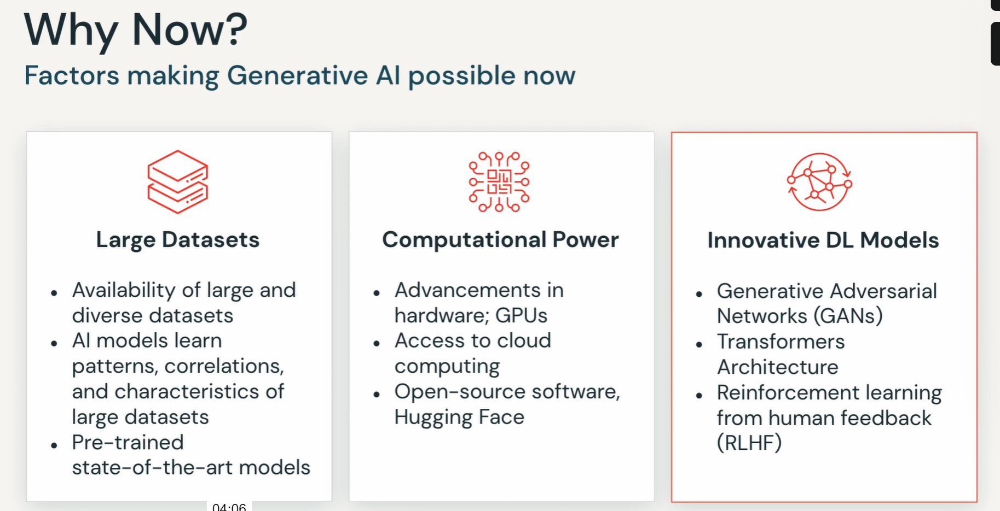 Why Now?
Factors making Generative AI possible now
Large Datasets
• Availability of large and
diverse datasets
• AI models learn
patterns, correlations,
and characteristics of
large datasets
• Pre-trained
state-of-the-art models
Computational Power
• Advancements in
hardware; GPUs
• Access to cloud
computing
• Open-source software,
Hugging Face
Innovative DL Models
• Generative Adversarial
Networks (GANs)
• Transformers
Architecture
• Reinforcement learning
from human feedback
(RLHF)
04:06